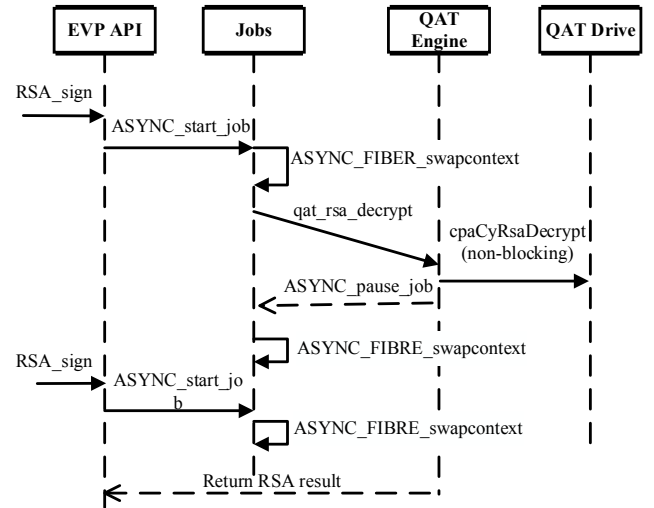 EVP API
Jobs
QAT
Engine
QAT Drive
RSA_sign
ASYNC_start_job
ASYNC_FIBER_swapcontext
qat_rsa_decrypt
cpaCyRsaDecrypt
(non-blocking)
ASYNC_pause_job
ASYNC_FIBRE_swapcontext
RSA_sign
ASYNC_start_jo
b
ASYNC_FIBRE_swapcontext
Return RSA result